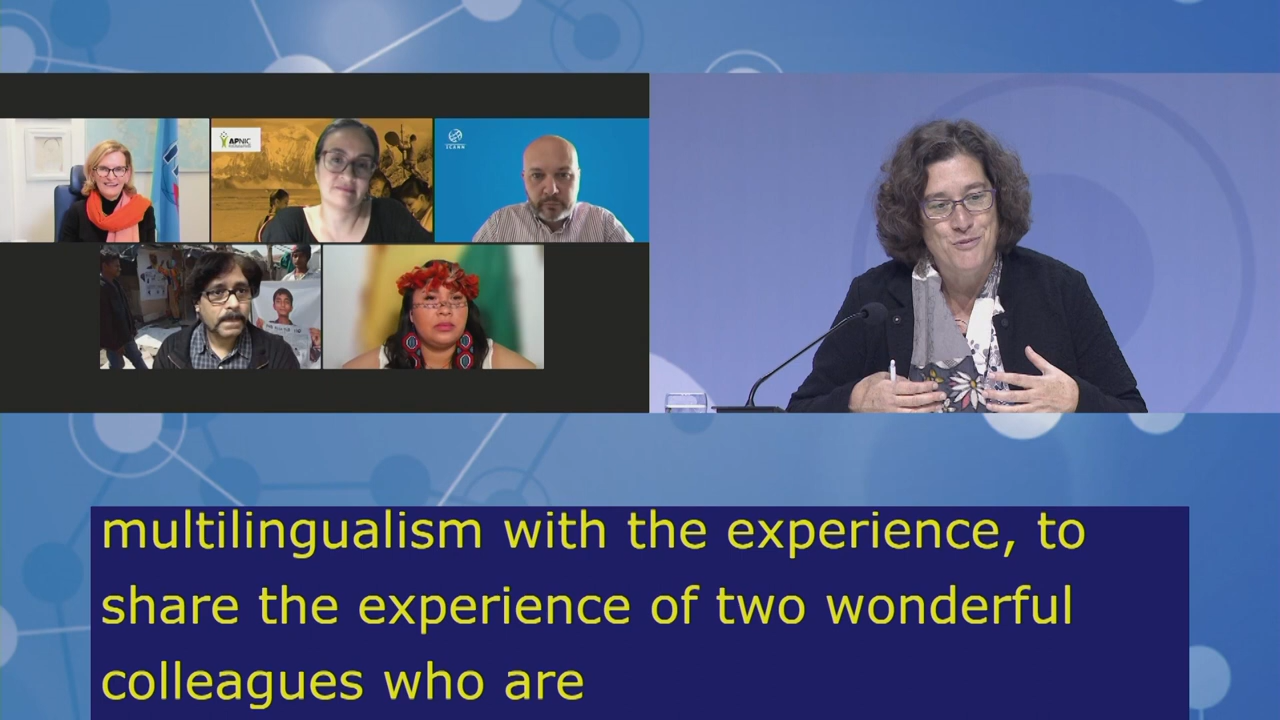 APNIC
ICANN
multilingualism with the experience, to
share the experience of two wonderful
colleagues who are